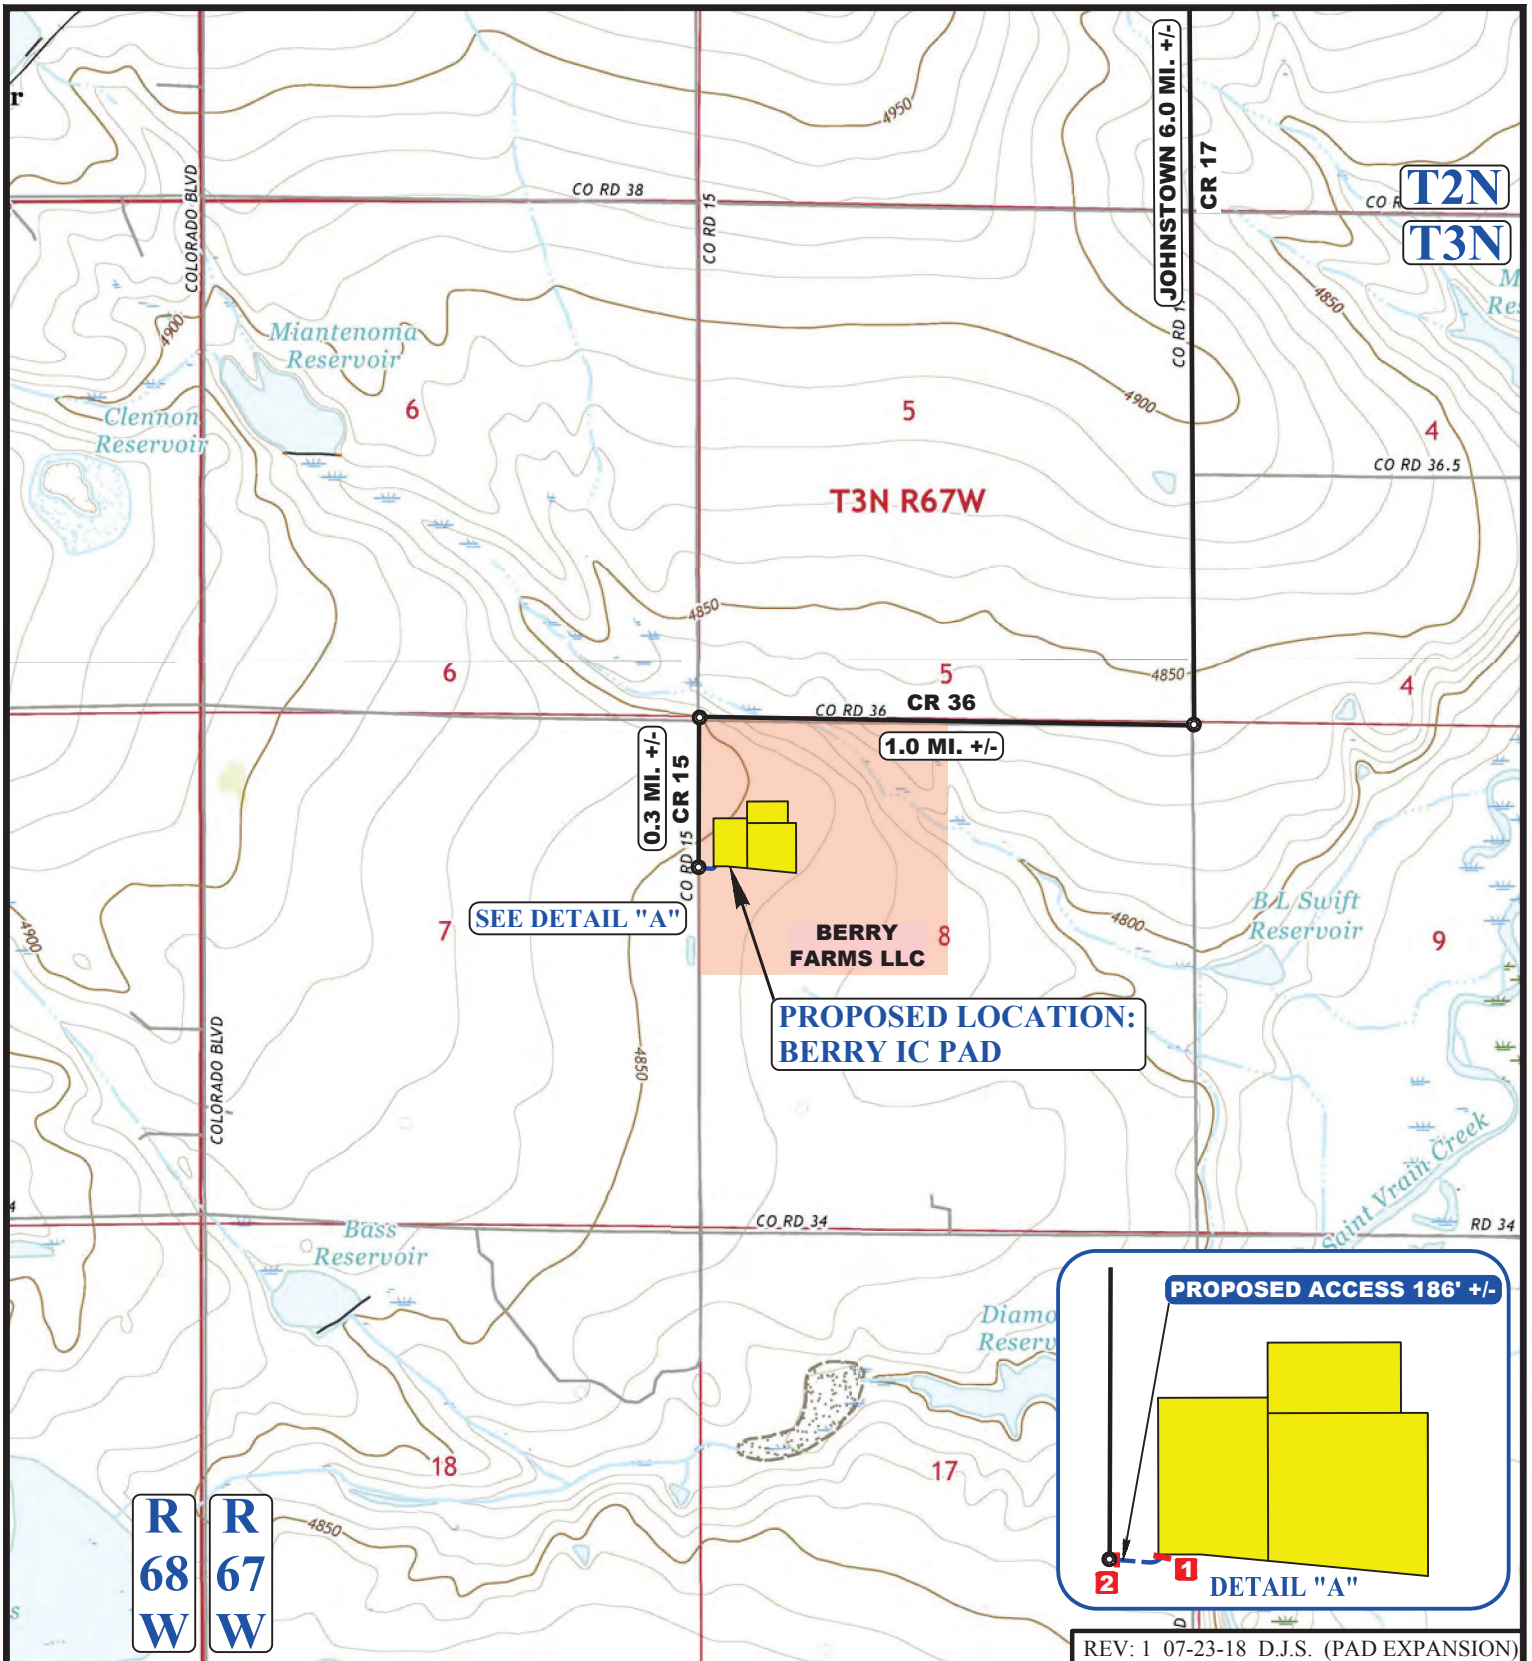 r
COLORADO BLVD
CO RD 38
CO RD 15
4950
JOHNSTOWN 6.0 MI. +/-
CR 17
T2N
T3N
4850
4900
Miantenoma
Reservoir
Clennon
Reservoir
6
5
4
4900
CO RD 36.5
T3N R67W
4850
6
5
4850
4
CO RD 36
CR 36
1.0 MI. +/-
0.3 MI. +/-
CR 15
CO RD 15
SEE DETAIL "A"
7
4900
BERRY
FARMS LLC
8
4800
B L Swift
Reservoir
9
PROPOSED LOCATION:
BERRY IC PAD
4850
COLORADO BLVD
Saint Vrain Creek
4
CO RD 34
RD 34
Bass
Reservoir
Diamo
Reserv
PROPOSED ACCESS 186' +/-
2
1
DETAIL "A"
18
17
4850
R
68
W
R
67
W
s
D
REV: 1 07-23-18 D.J.S. (PAD EXPANSION)